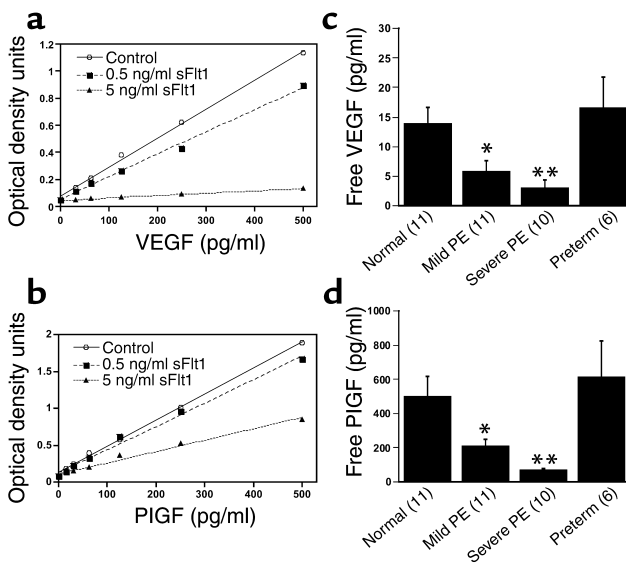 a
Optical density units
1.2
1
0.8
0.6
0.4
0.2
0
Control
0.5 ng/ml sFlt1
5 ng/ml sFlt1
0 100 200 300 400 500
VEGF (pg/ml)
b
Optical density units
2
1.5
1
0.5
0
Control
0.5 ng/ml sFlt1
5 ng/ml sFlt1
0 100 200 300 400 500
PlGF (pg/ml)
c
Free VEGF (pg/ml)
30
25
20
15
10
5
0
*
**
Normal (11)
Mild PE (11)
Severe PE (10)
Preterm (6)
d
Free PlGF (pg/ml)
1000
800
600
400
200
0
*
**
Normal (11)
Mild PE (11)
Severe PE (10)
Preterm (6)